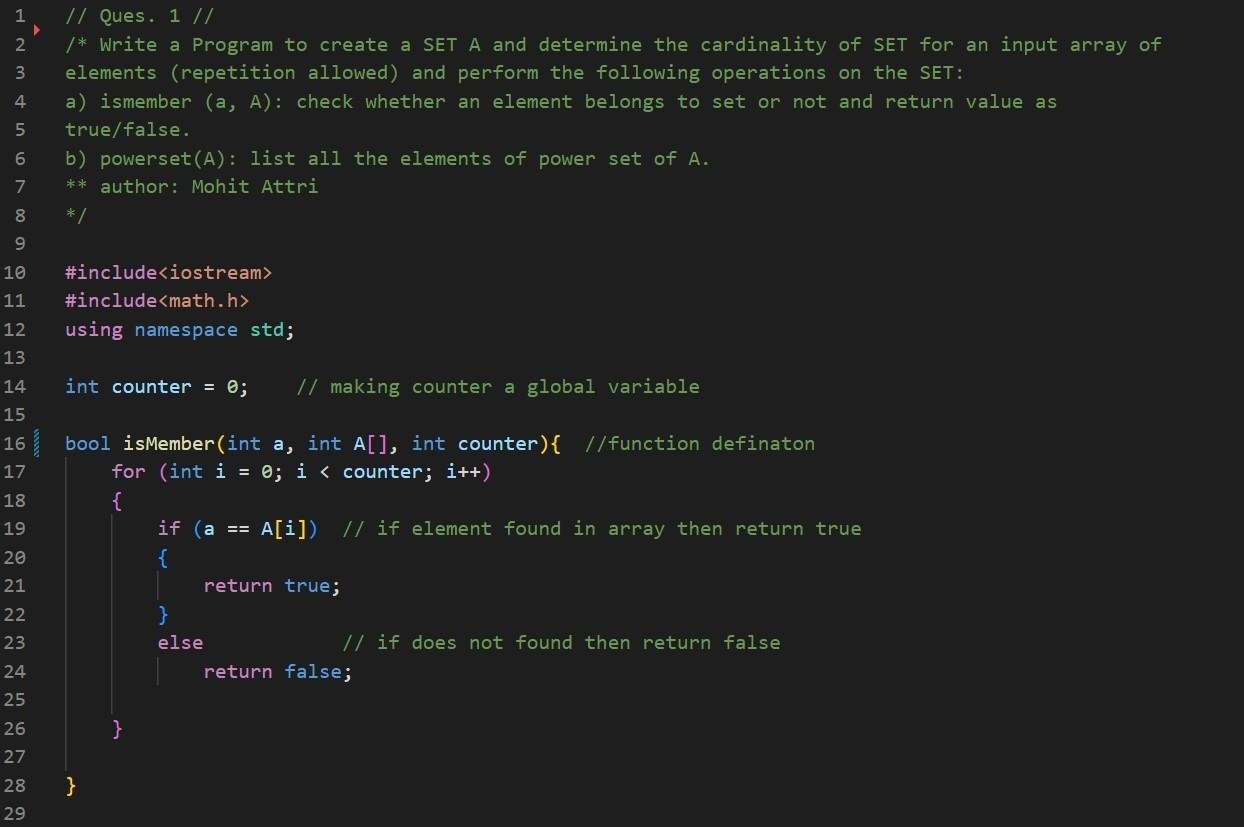 1 // Ques. 1 //
2 /* Write a Program to create a SET A and determine the cardinality of SET for an input array of
3 elements (repetition allowed) and perform the following operations on the SET:
4 a) ismember (a, A): check whether an element belongs to set or not and return value as
5 true/false.
6 b) powerset(A): list all the elements of power set of A.
7 ** author: Mohit Attri
8 */
9
10 #include<iostream>
11 #include<math.h>
12 using namespace std;
13
14 int counter = 0;    // making counter a global variable
15
16 bool isMember(int a, int A[], int counter){  //function definaton
17     for (int i = 0; i < counter; i++)
18     {
19         if (a == A[i])  // if element found in array then return true
20         {
21             return true;
22         }
23         else            // if does not found then return false
24             return false;
25
26     }
27
28 }
29